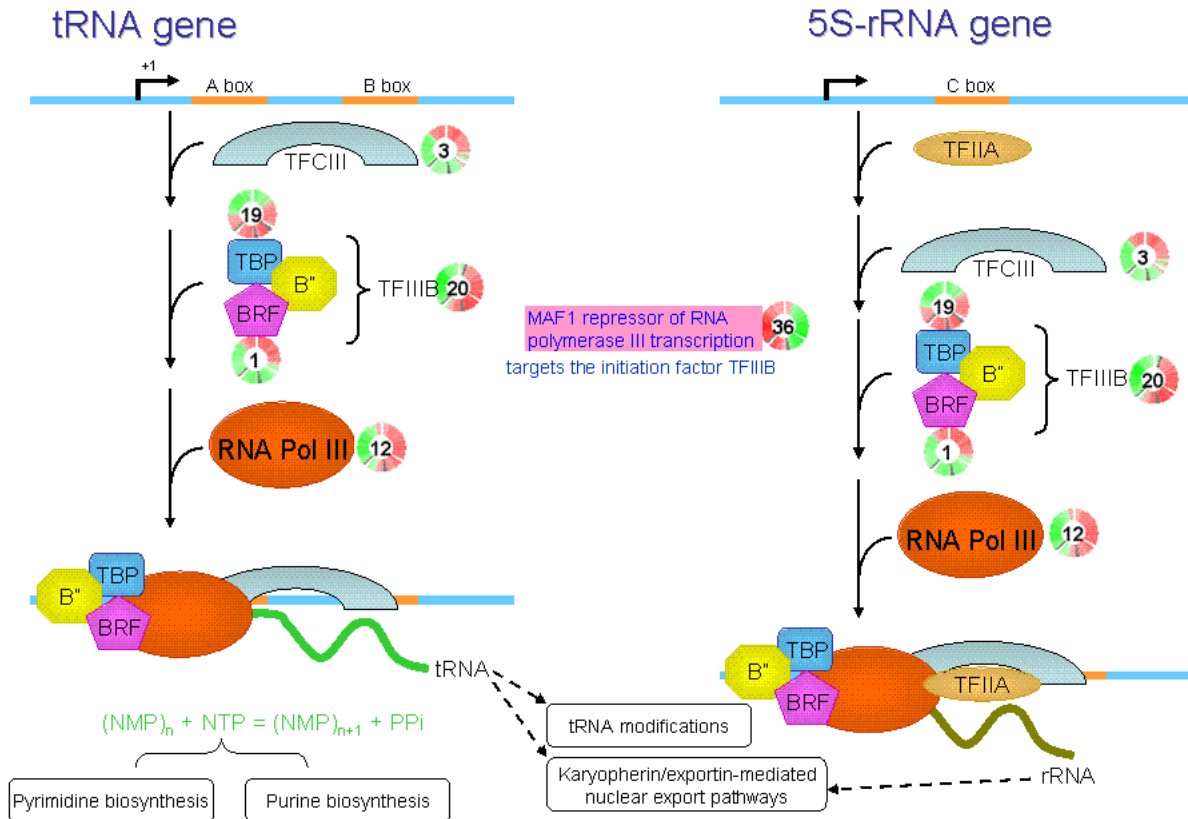 tRNA gene
+1
A box
B box
TFCIII
3
19
TBP
B"
BRF
TFIIIB
20
1
RNA Pol III
12
TBP
B"
BRF
tRNA
(NMP)n + NTP = (NMP)n+1 + PPi
Pyrimidine biosynthesis
Purine biosynthesis
MAF1 repressor of RNA
polymerase III transcription
36
targets the initiation factor TFIIIB
tRNA modifications
Karyopherin/exportin-mediated
nuclear export pathways
5S-rRNA gene
C box
TFIIA
TFCIII
3
19
TBP
B"
BRF
TFIIIB
20
1
RNA Pol III
12
TBP
B"
BRF
TFIIA
rRNA